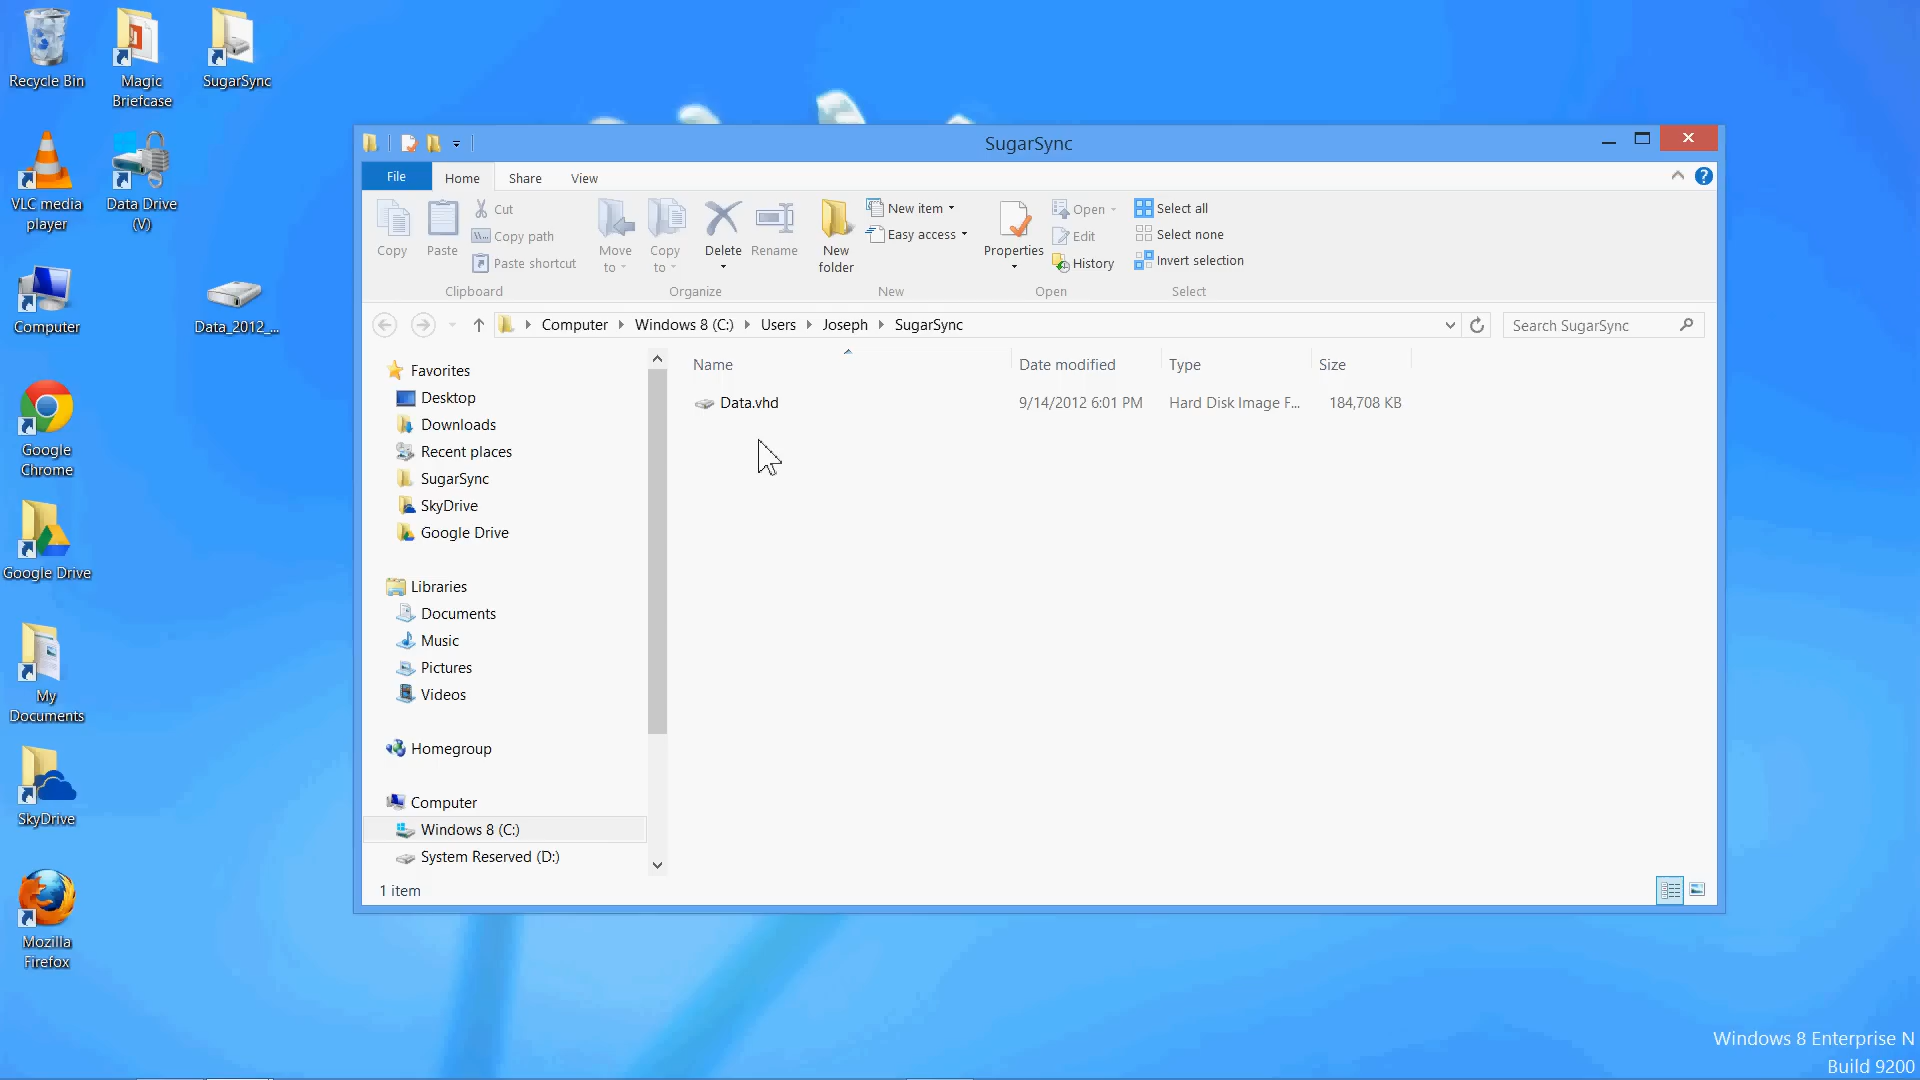 Recycle Bin
Magic
Briefcase
SugarSync
VLC media
player
Data Drive
(V)
Computer
Data_2012_...
Google
Chrome
Google Drive
My
Documents
SkyDrive
Mozilla
Firefox
SugarSync
File
Home
Share
View
Copy
Paste
Cut
Copy path
Paste shortcut
Clipboard
Move
to
Copy
to
Delete
Rename
Organize
New
folder
New item
Easy access
New
Properties
Open
Edit
History
Open
Select all
Select none
Invert selection
Select
Computer
Windows 8 (C:)
Users
Joseph
SugarSync
Search SugarSync
Favorites
Desktop
Downloads
Recent places
SugarSync
SkyDrive
Google Drive
Libraries
Documents
Music
Pictures
Videos
Homegroup
Computer
Windows 8 (C:)
System Reserved (D:)
Name
Date modified
Type
Size
Data.vhd
9/14/2012 6:01 PM
Hard Disk Image F...
184,708 KB
1 item
Windows 8 Enterprise N
Build 9200